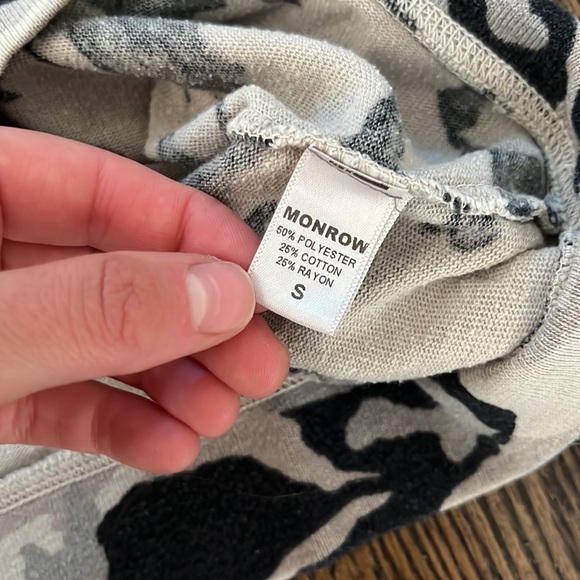 MONROW
50% POLYESTER
25% COTTON
25% RAYON
S